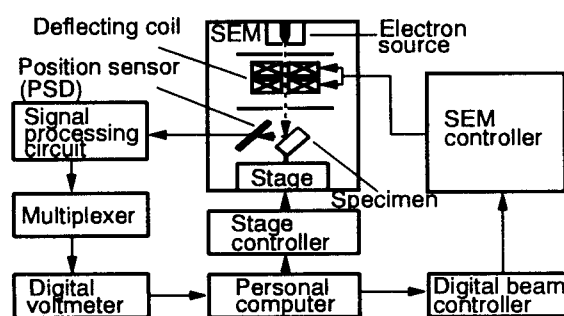 Deflecting coil
SEM
Electron
source
Position sensor
(PSD)
Signal
processing
circuit
SEM
controller
Stage
Specimen
Multiplexer
Stage
controller
Digital
voltmeter
Personal
computer
Digital beam
controller